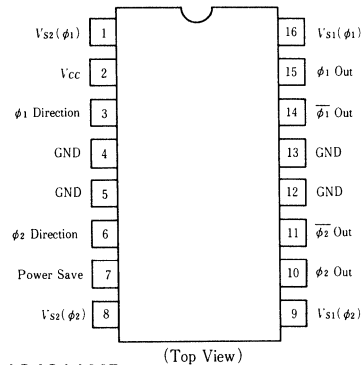 Vs2(ϕ1) 1 16 Vs1(ϕ1)
Vcc 2 15 ϕ1 Out
ϕ1 Direction 3 14 ϕ̅1̅ Out
GND 4 13 GND
GND 5 12 GND
ϕ2 Direction 6 11 ϕ̅2̅ Out
Power Save 7 10 ϕ2 Out
Vs2(ϕ2) 8 9 Vs1(ϕ2)
(Top View)